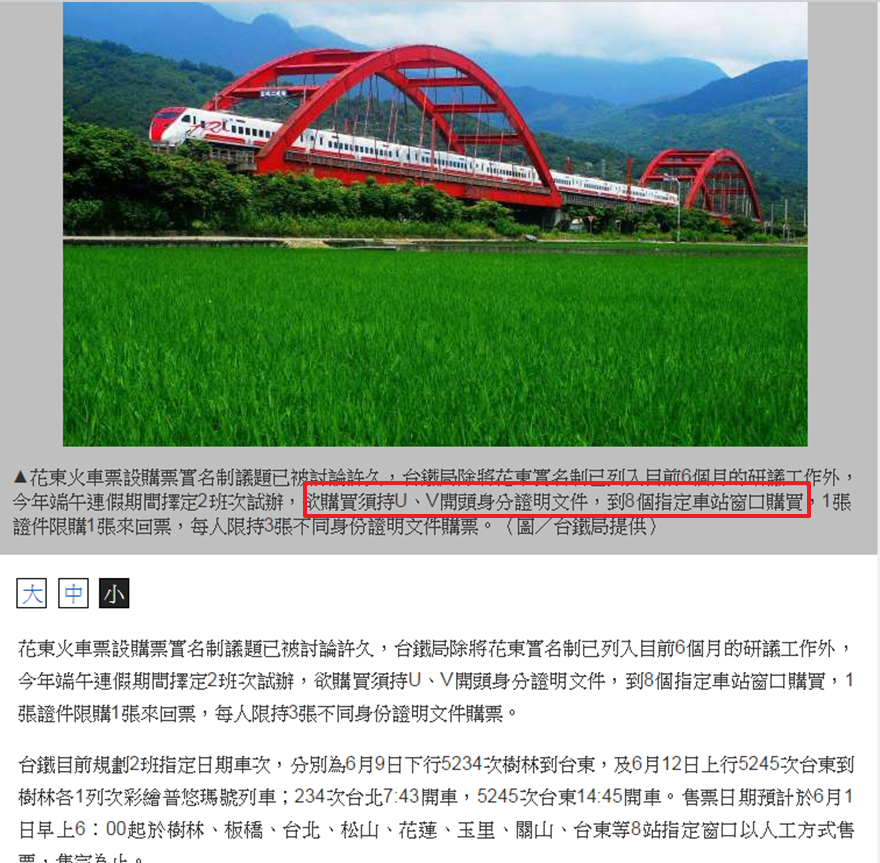 ▲花東火車票設購票實名制議題已被討論許久，台鐵局除將花東實名制已列入目前6個月的研議工作外，
今年端午連假期間擇定2班次試辦，欲購買須持U、V開頭身分證明文件，到8個指定車站窗口購買，1張
證件限購1張來回票，每人限持3張不同身份證明文件購票。（圖／台鐵局提供）
大 中 小
花東火車票設購票實名制議題已被討論許久，台鐵局除將花東實名制已列入目前6個月的研議工作外，
今年端午連假期間擇定2班次試辦，欲購買須持U、V開頭身分證明文件，到8個指定車站窗口購買，1
張證件限購1張來回票，每人限持3張不同身份證明文件購票。
台鐵目前規劃2班指定日期車次，分別為6月9日下行5234次樹林到台東，及6月12日上行5245次台東到
樹林各1列次彩繪普悠瑪號列車；234次台北7:43開車，5245次台東14:45開車。售票日期預計於6月1
日早上6：00起於樹林、板橋、台北、松山、花蓮、玉里、關山、台東等8站指定窗口以人工方式售
票，售完為止。